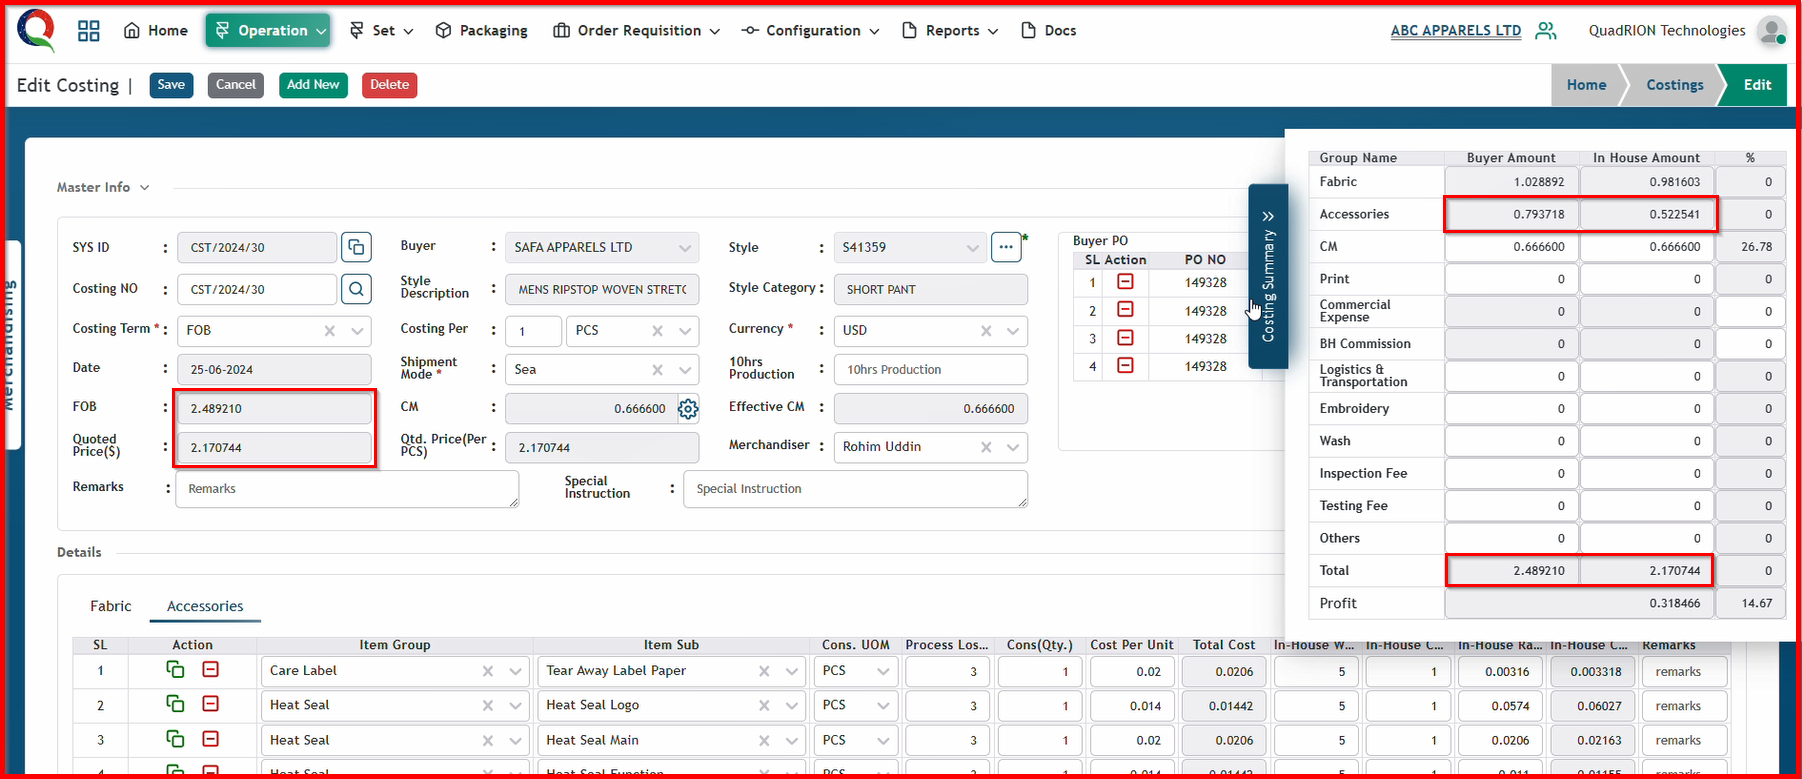 Home
Operation
Set
Packaging
Order Requisition
Configuration
Reports
Docs
ABC APPARELS LTD
QuadRION Technologies
Edit Costing |
Save
Cancel
Add New
Delete
Home
Costings
Edit
Merchandising
Master Info
SYS ID : CST/2024/30
Buyer : SAFA APPARELS LTD
Style : S41359 ... *
Costing NO : CST/2024/30
Style Description : MENS RIPSTOP WOVEN STRETC
Style Category : SHORT PANT
Costing Term * : FOB
Costing Per : 1 PCS
Currency * : USD
Date : 25-06-2024
Shipment Mode * : Sea
10hrs Production : 10hrs Production
FOB : 2.489210
CM : 0.666600
Effective CM : 0.666600
Quoted Price($) : 2.170744
Qtd. Price(Per PCS) : 2.170744
Merchandiser : Rohim Uddin
Remarks : Remarks
Special Instruction : Special Instruction
Buyer PO
SL Action PO NO
1 149328
2 149328
3 149328
4 149328
Costing Summary
Group Name Buyer Amount In House Amount %
Fabric 1.028892 0.981603 0
Accessories 0.793718 0.522541 0
CM 0.666600 0.666600 26.78
Print 0 0 0
Commercial Expense 0 0 0
BH Commission 0 0 0
Logistics & Transportation 0 0 0
Embroidery 0 0 0
Wash 0 0 0
Inspection Fee 0 0 0
Testing Fee 0 0 0
Others 0 0 0
Total 2.489210 2.170744 0
Profit 0.318466 14.67
Details
Fabric
Accessories
SL Action Item Group Item Sub Cons. UOM Process Los... Cons(Qty.) Cost Per Unit Total Cost In-House W... In-House C... In-House Ra... In-House C... Remarks
1 Care Label Tear Away Label Paper PCS 3 1 0.02 0.0206 5 1 0.00316 0.003318 remarks
2 Heat Seal Heat Seal Logo PCS 3 1 0.014 0.01442 5 1 0.0574 0.06027 remarks
3 Heat Seal Heat Seal Main PCS 3 1 0.02 0.0206 5 1 0.0206 0.02163 remarks
4 Heat Seal Heat Seal Function